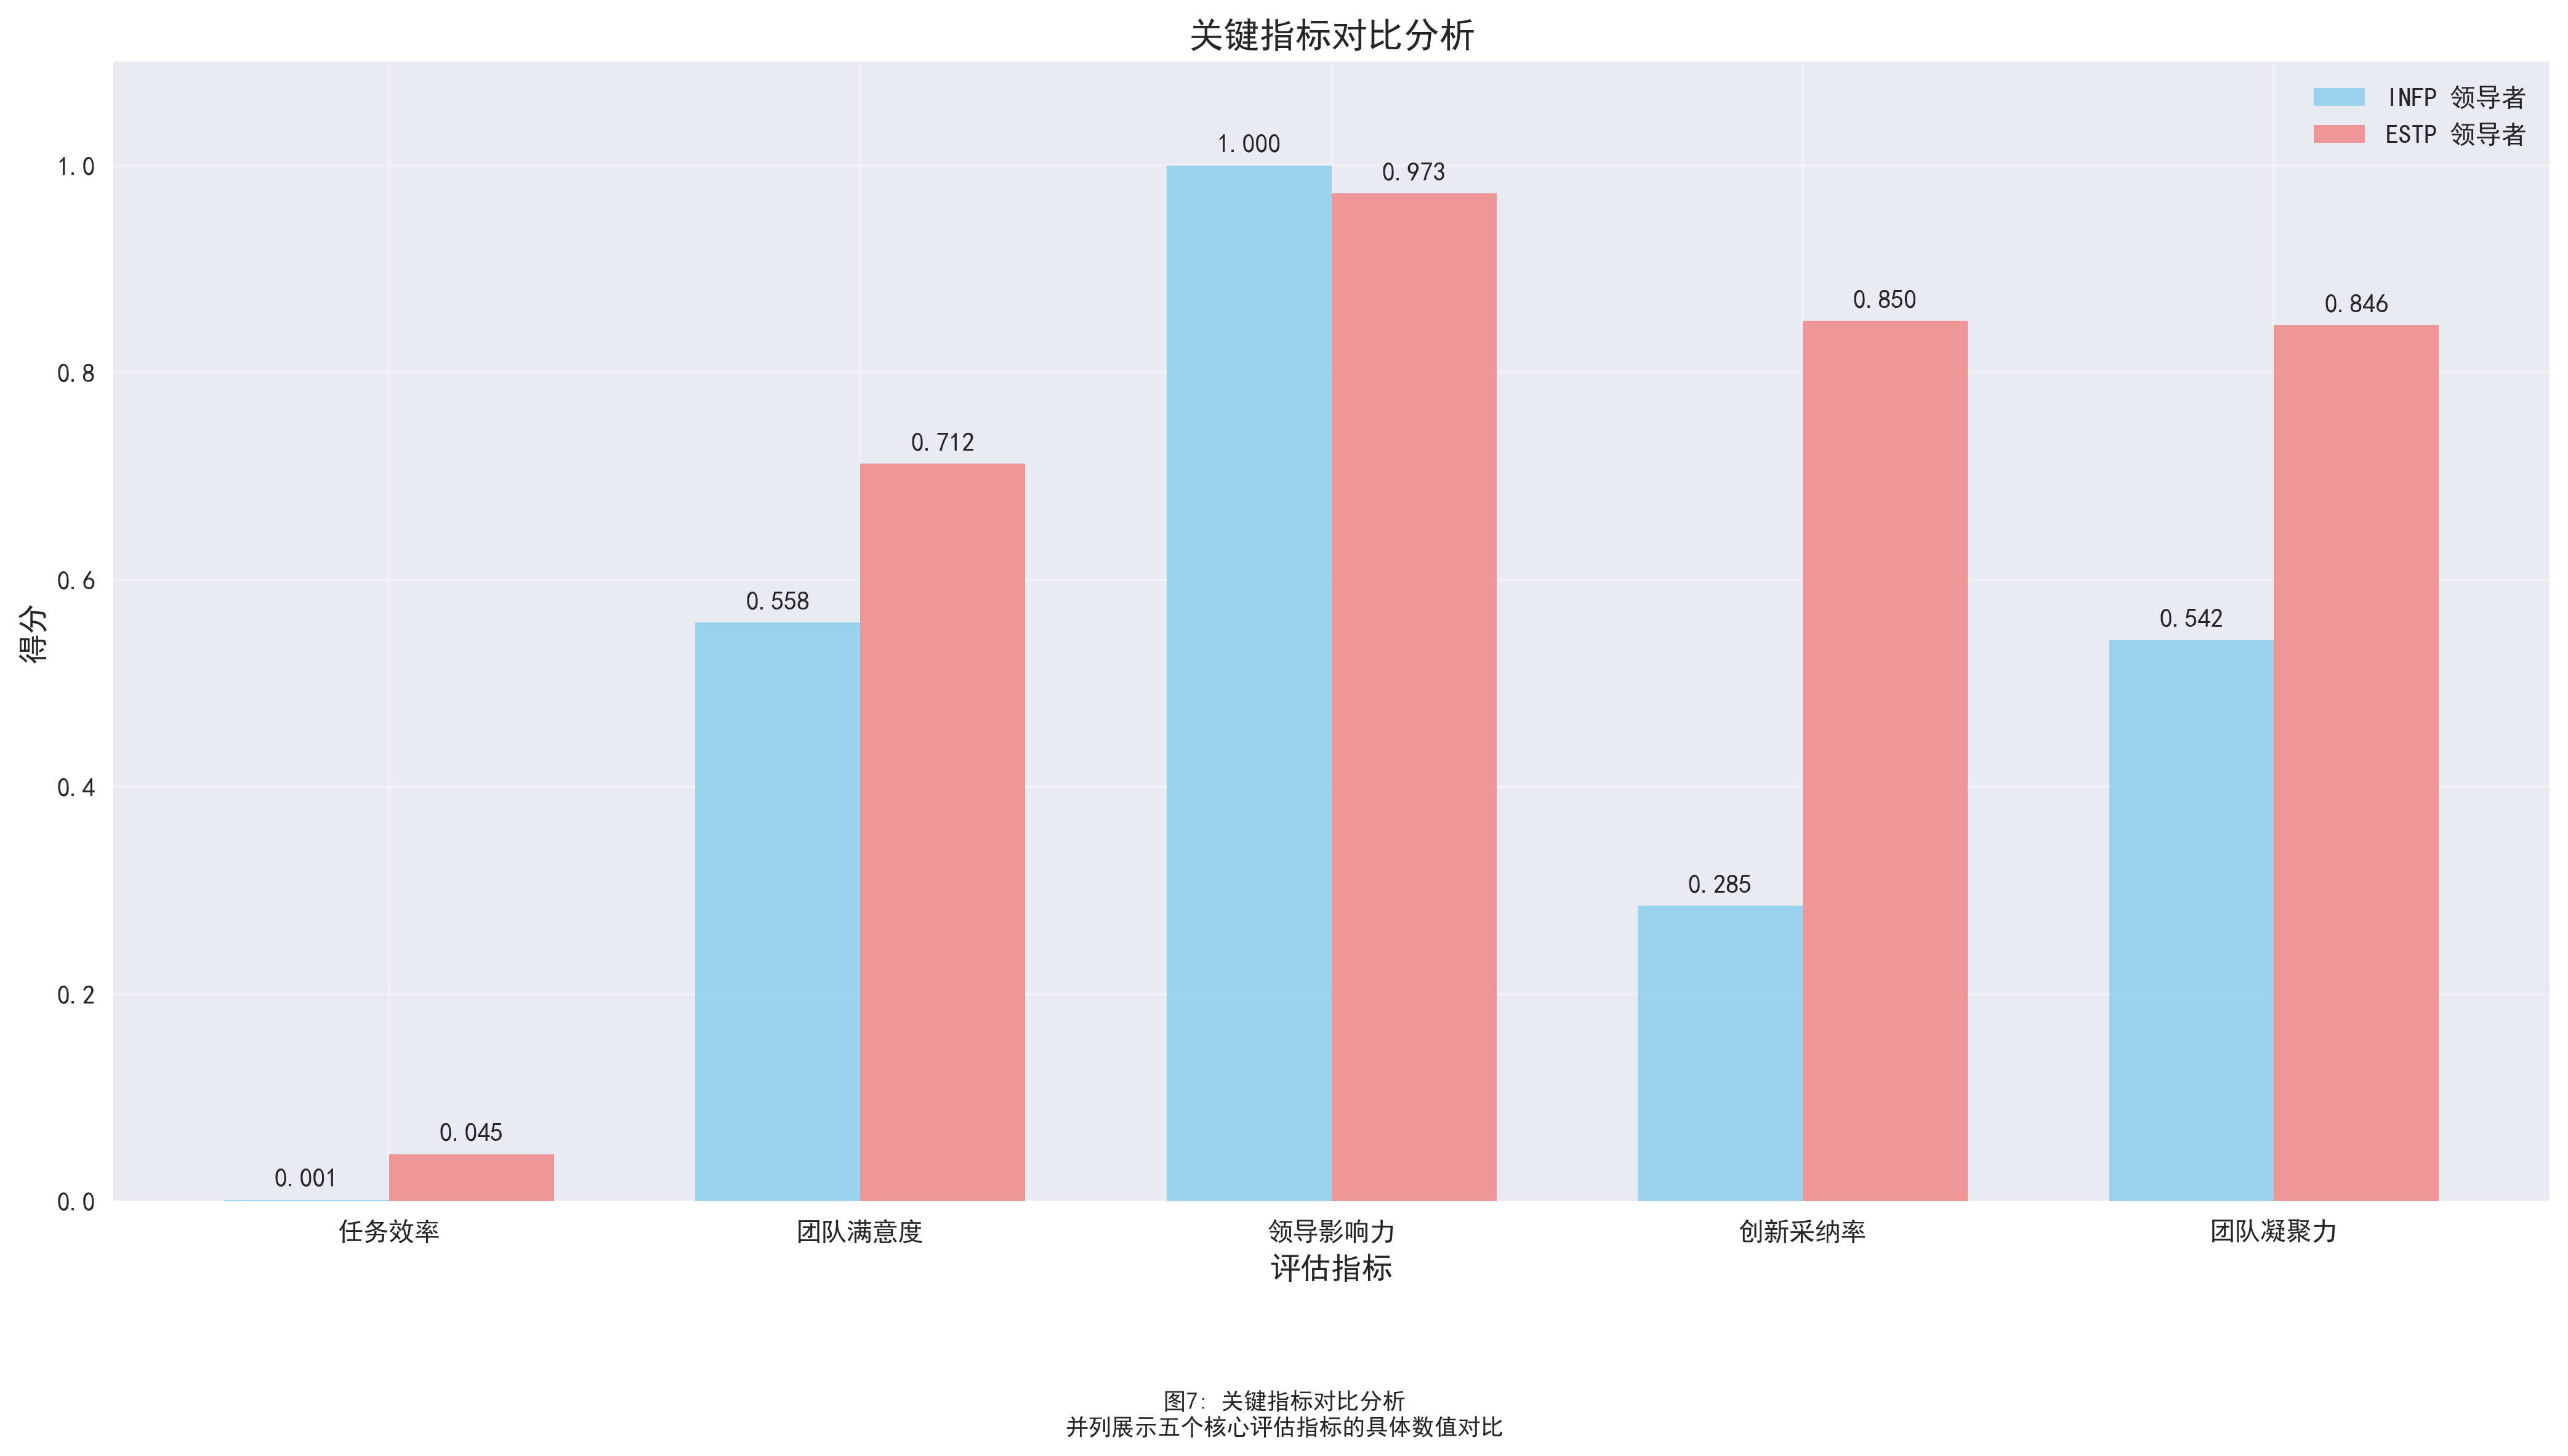 关键指标对比分析
INFP 领导者
ESTP 领导者
得分
1.0
0.8
0.6
0.4
0.2
0.0
0.001
0.045
0.558
0.712
1.000
0.973
0.285
0.850
0.542
0.846
任务效率
团队满意度
领导影响力
创新采纳率
团队凝聚力
评估指标
图7: 关键指标对比分析
并列展示五个核心评估指标的具体数值对比